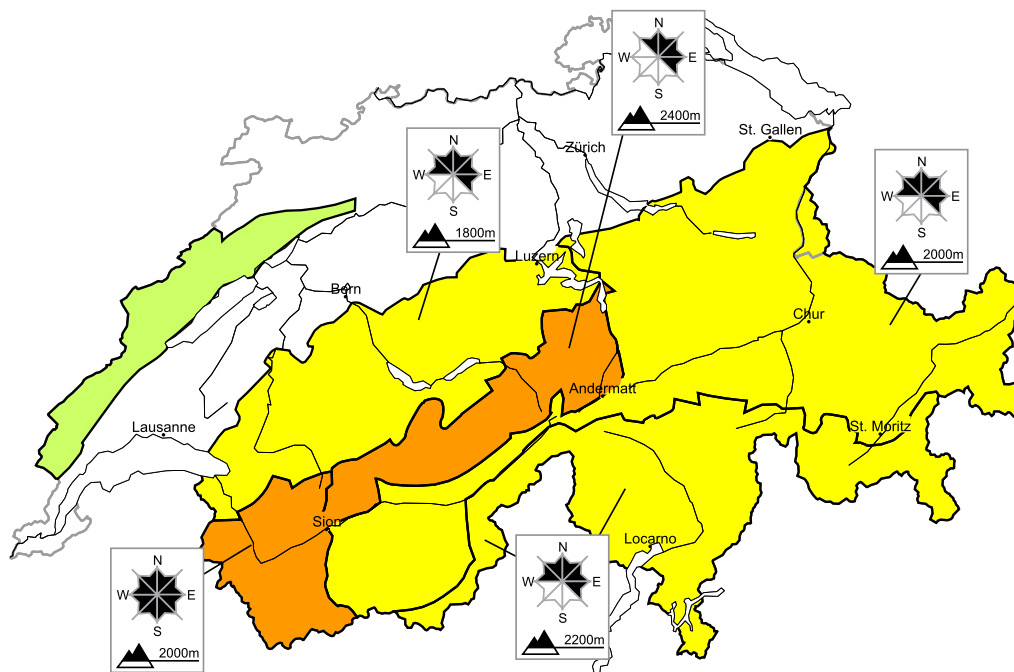 N
W E
S
2400m
St. Gallen
Zürich
N
W E
S
1800m
N
W E
S
2000m
Luzern
Bern
Chur
Andermatt
Lausanne
St. Moritz
Sion
Locarno
N
W E
S
2000m
N
W E
S
2200m